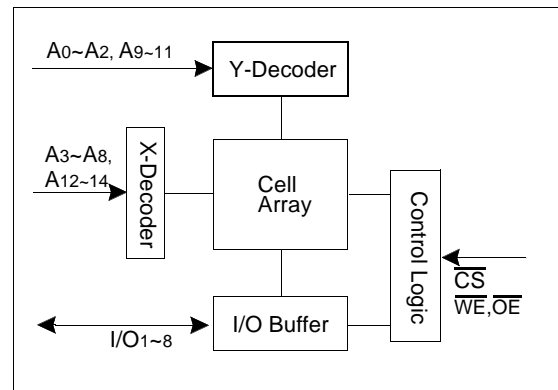 A0~A2, A9~11
Y-Decoder
A3~A8,
A12~14
X-Decoder
Cell
Array
Control Logic
CS
WE,OE
I/O Buffer
I/O1~8